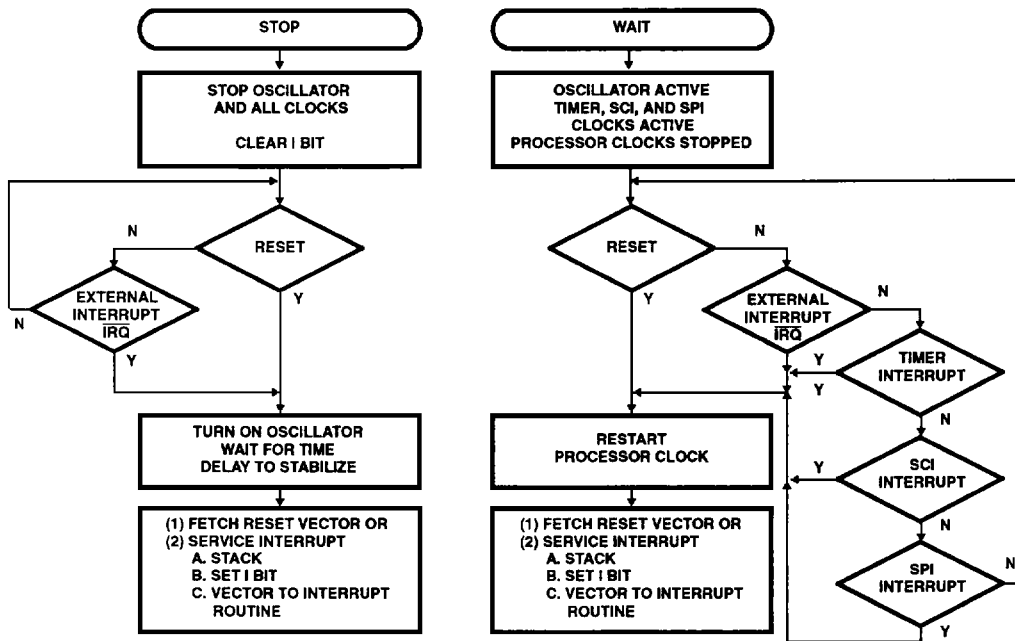 STOP
STOP OSCILLATOR
AND ALL CLOCKS
CLEAR I BIT
RESET
N
Y
EXTERNAL
INTERRUPT
IRQ
N
Y
TURN ON OSCILLATOR
WAIT FOR TIME
DELAY TO STABILIZE
(1) FETCH RESET VECTOR OR
(2) SERVICE INTERRUPT
A. STACK
B. SET I BIT
C. VECTOR TO INTERRUPT
ROUTINE
WAIT
OSCILLATOR ACTIVE
TIMER, SCI, AND SPI
CLOCKS ACTIVE
PROCESSOR CLOCKS STOPPED
RESET
N
Y
EXTERNAL
INTERRUPT
IRQ
N
Y
TIMER
INTERRUPT
Y
N
SCI
INTERRUPT
Y
N
SPI
INTERRUPT
N
Y
RESTART
PROCESSOR CLOCK
(1) FETCH RESET VECTOR OR
(2) SERVICE INTERRUPT
A. STACK
B. SET I BIT
C. VECTOR TO INTERRUPT
ROUTINE